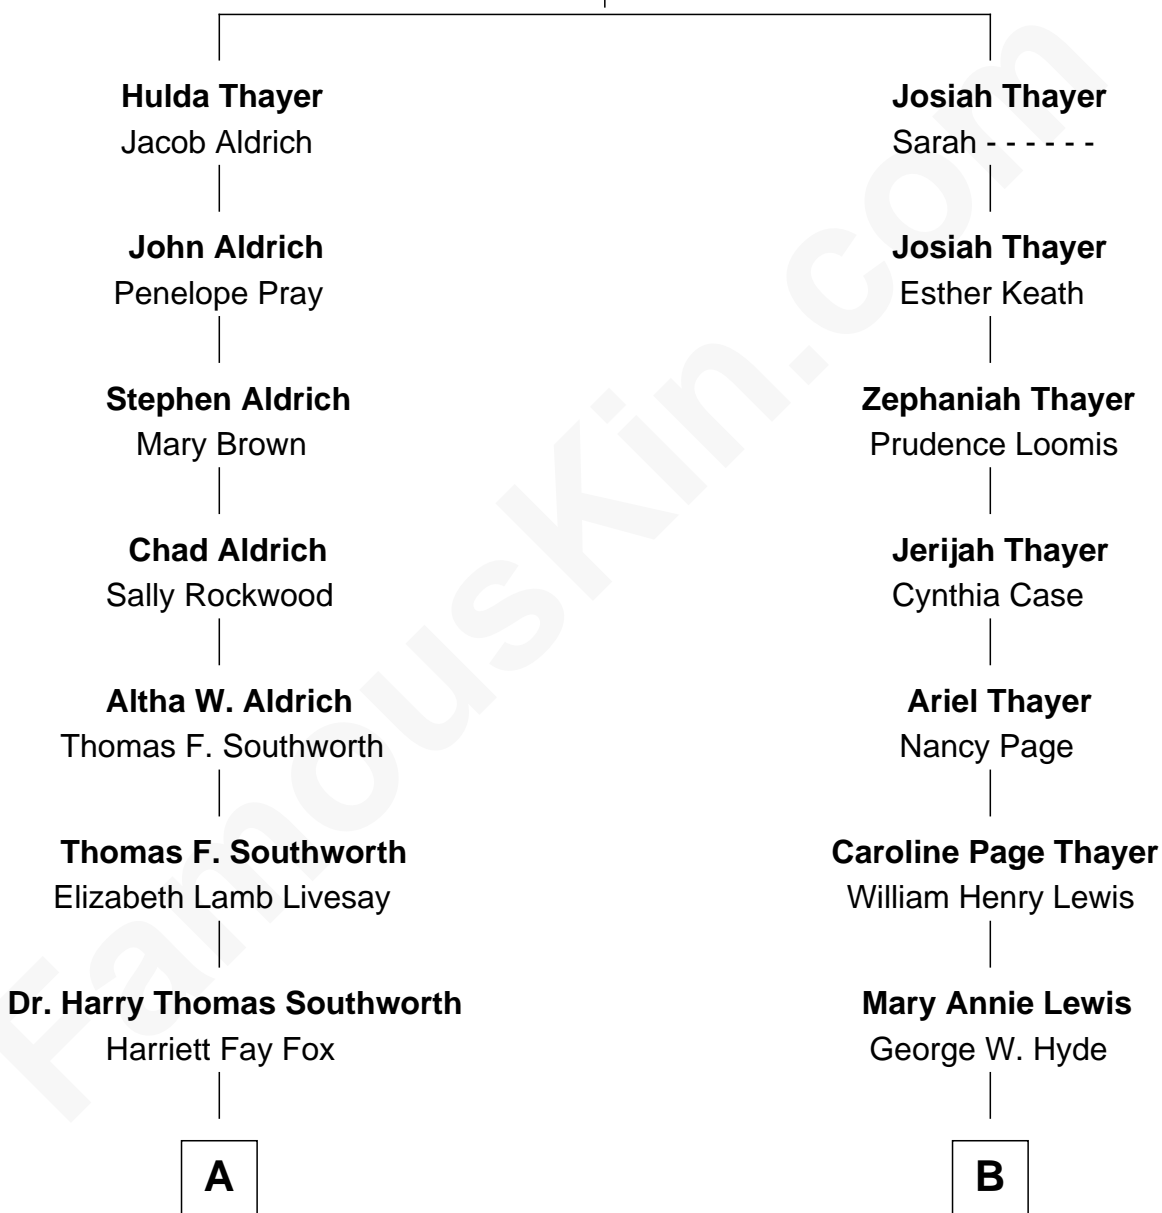 Hulda Thayer
Jacob Aldrich
Josiah Thayer
Sarah - - - - - -
John Aldrich
Penelope Pray
Josiah Thayer
Esther Keath
Stephen Aldrich
Mary Brown
Zephaniah Thayer
Prudence Loomis
Chad Aldrich
Sally Rockwood
Jerijah Thayer
Cynthia Case
Altha W. Aldrich
Thomas F. Southworth
Ariel Thayer
Nancy Page
Thomas F. Southworth
Elizabeth Lamb Livesay
Caroline Page Thayer
William Henry Lewis
Dr. Harry Thomas Southworth
Harriett Fay Fox
Mary Annie Lewis
George W. Hyde
A
B
FamousKin.com